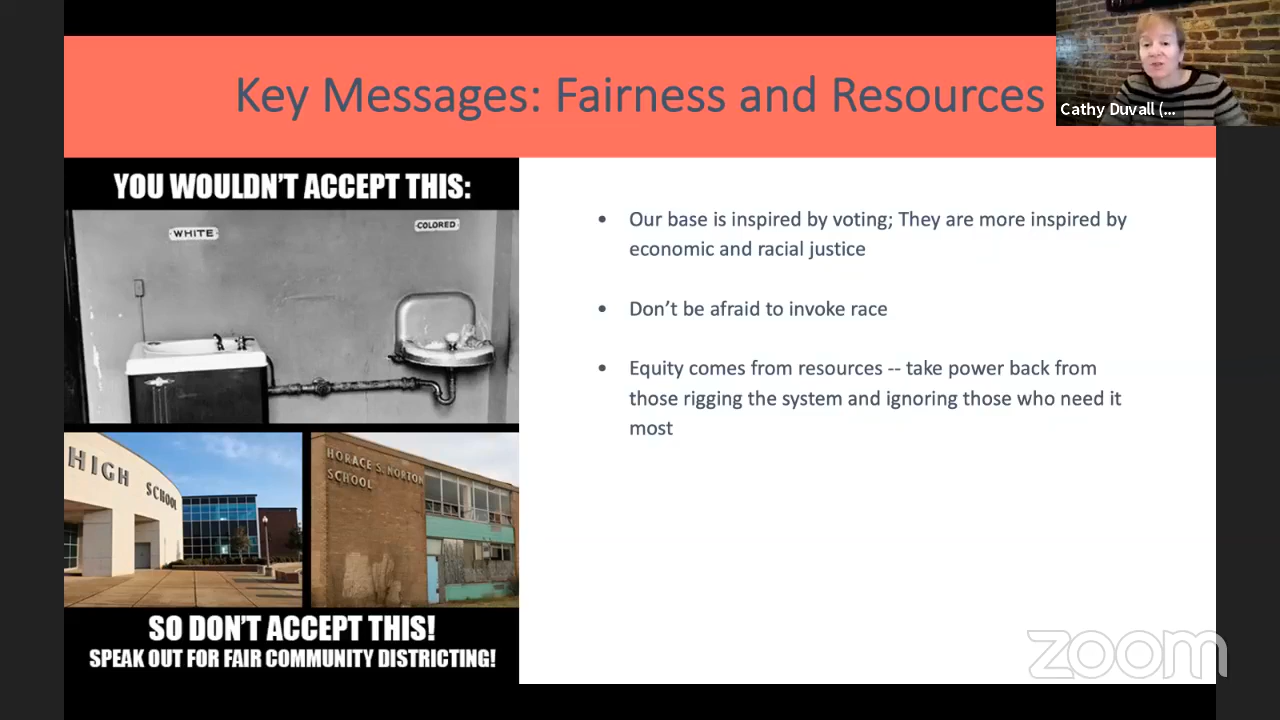 Key Messages: Fairness and Resources
Cathy Duvall (...
YOU WOULDN'T ACCEPT THIS:
WHITE
COLORED
HIGH SCHOOL
HORACE S. NORTON
SCHOOL
SO DON'T ACCEPT THIS!
SPEAK OUT FOR FAIR COMMUNITY DISTRICTING!
• Our base is inspired by voting; They are more inspired by
economic and racial justice
• Don't be afraid to invoke race
• Equity comes from resources -- take power back from
those rigging the system and ignoring those who need it
most
zoom